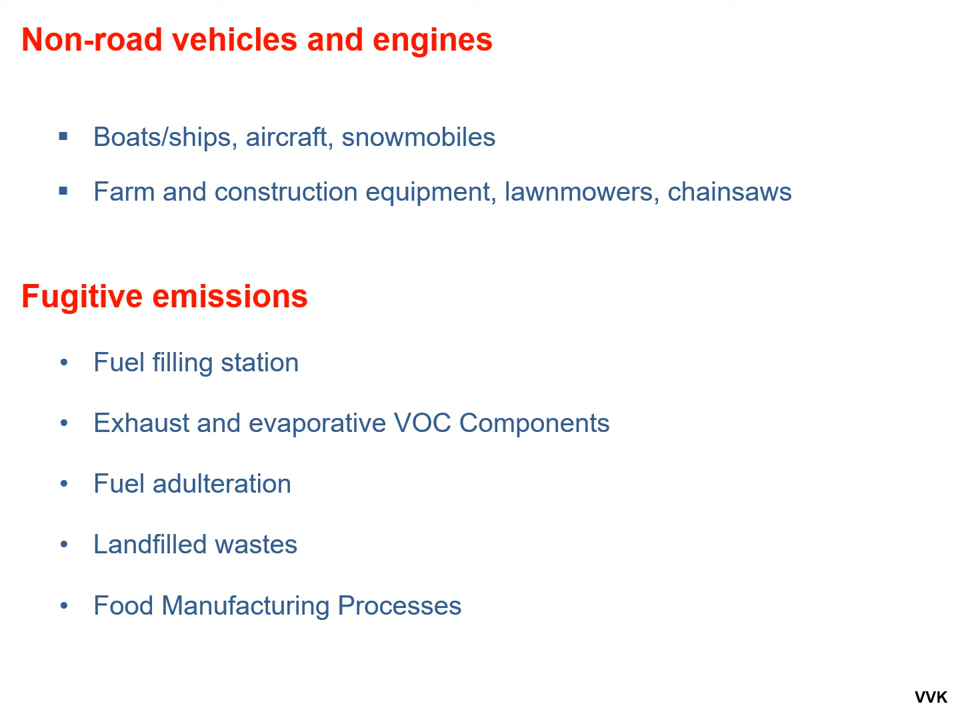 Non-road vehicles and engines
▪ Boats/ships, aircraft, snowmobiles
▪ Farm and construction equipment, lawnmowers, chainsaws
Fugitive emissions
• Fuel filling station
• Exhaust and evaporative VOC Components
• Fuel adulteration
• Landfilled wastes
• Food Manufacturing Processes
VVK